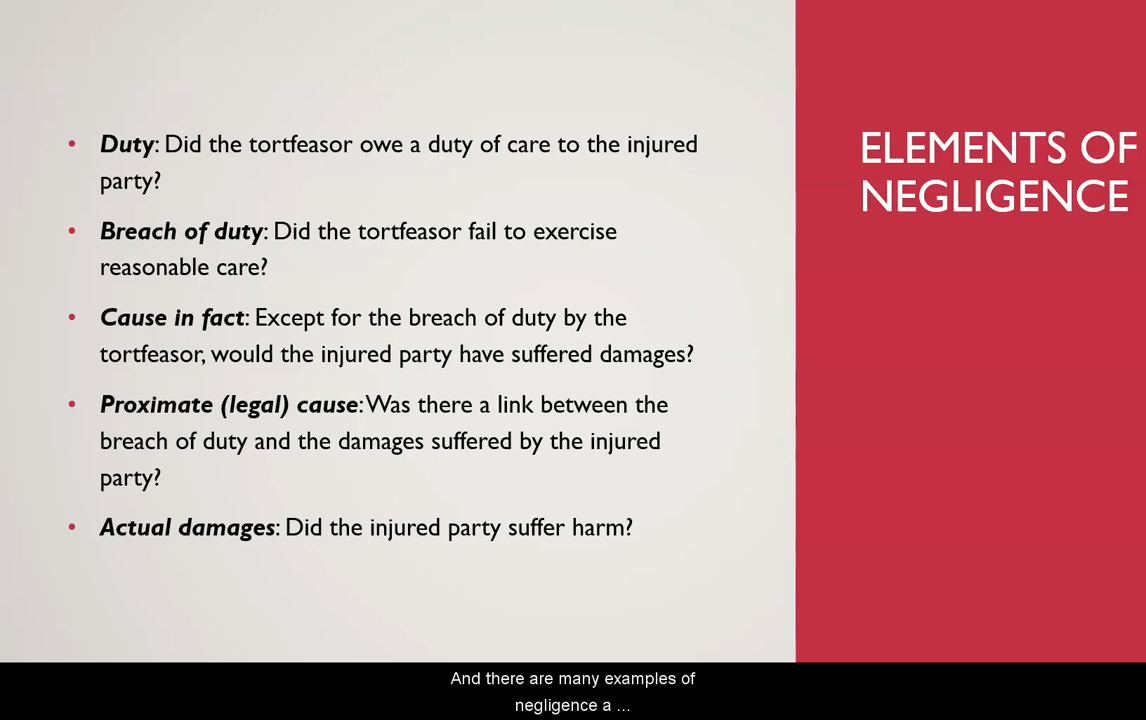 • Duty: Did the tortfeasor owe a duty of care to the injured
party?
• Breach of duty: Did the tortfeasor fail to exercise
reasonable care?
• Cause in fact: Except for the breach of duty by the
tortfeasor, would the injured party have suffered damages?
• Proximate (legal) cause: Was there a link between the
breach of duty and the damages suffered by the injured
party?
• Actual damages: Did the injured party suffer harm?
ELEMENTS OF
NEGLIGENCE
And there are many examples of
negligence a ...